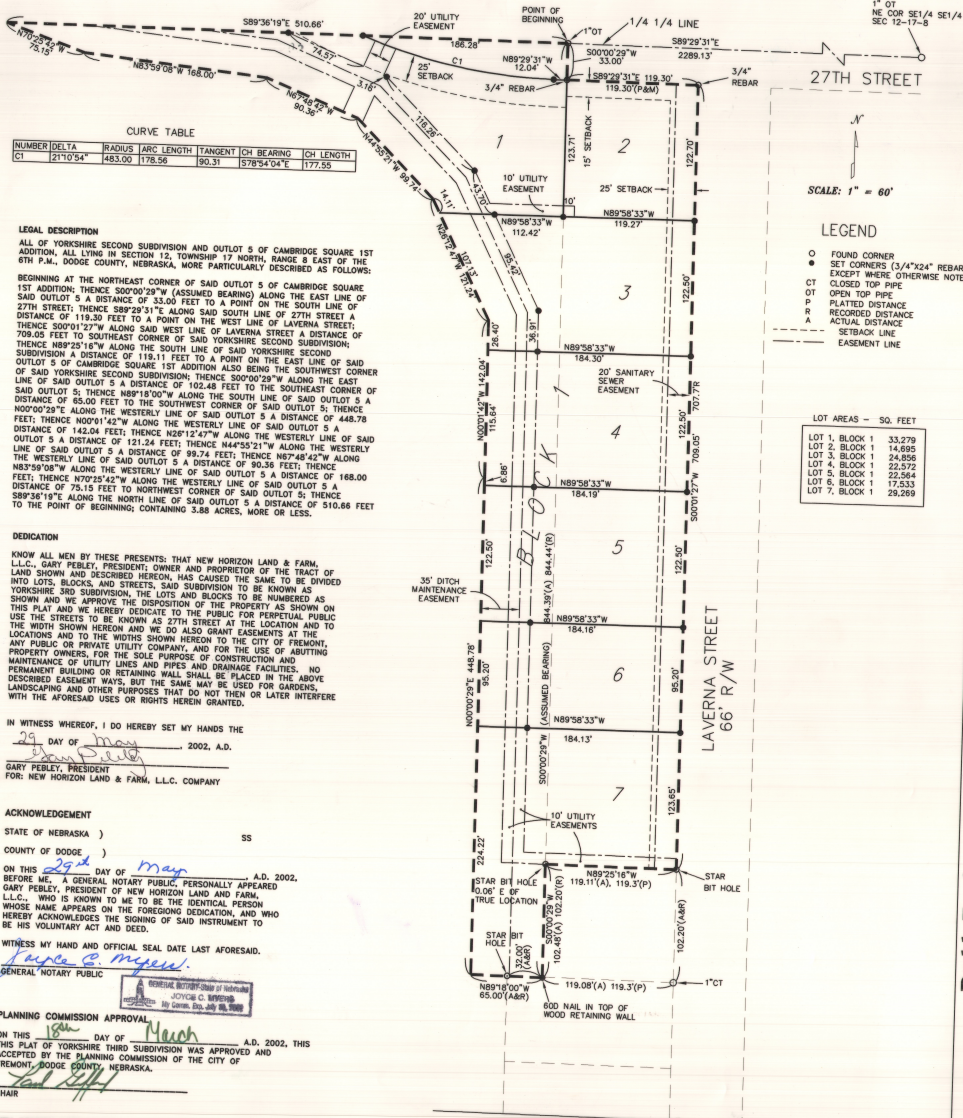 1" OT
NE COR SE1/4 SE1/4
SEC 12-17-8
S89°36'19"E 510.66'
20' UTILITY
EASEMENT
POINT OF
BEGINNING
1/4 1/4 LINE
1"OT
186.28'
S89°29'31"E
2289.13'
S00°00'29"W
33.00'
N89°29'31"W
12.04'
S89°29'31"E 119.30'
119.30'(P&M)
3/4"
REBAR
3/4" REBAR
27TH STREET
N70°25'42"W
75.15'
N83°59'08"W 168.00'
74.57'
C1
25'
SETBACK
3.16'
N67°48'42"W
90.36'
116.26'
N44°55'21"W 99.74'
14.11'
43.70'
1
2
123.71'
15' SETBACK
122.70'
25' SETBACK
10' UTILITY
EASEMENT
10'
N89°58'33"W
112.42'
N89°58'33"W
119.27'
N
SCALE: 1" = 60'
CURVE TABLE
NUMBER DELTA RADIUS ARC LENGTH TANGENT CH BEARING CH LENGTH
C1 21°10'54" 483.00 178.56 90.31 S78°54'04"E 177.55
LEGEND
FOUND CORNER
SET CORNERS (3/4"X24" REBAR
EXCEPT WHERE OTHERWISE NOTE
CT CLOSED TOP PIPE
OT OPEN TOP PIPE
P PLATTED DISTANCE
R RECORDED DISTANCE
A ACTUAL DISTANCE
SETBACK LINE
EASEMENT LINE
LOT AREAS - SQ. FEET
LOT 1, BLOCK 1 33,279
LOT 2, BLOCK 1 14,695
LOT 3, BLOCK 1 24,856
LOT 4, BLOCK 1 22,572
LOT 5, BLOCK 1 22,564
LOT 6, BLOCK 1 17,533
LOT 7, BLOCK 1 29,269
LEGAL DESCRIPTION
ALL OF YORKSHIRE SECOND SUBDIVISION AND OUTLOT 5 OF CAMBRIDGE SQUARE 1ST
ADDITION, ALL LYING IN SECTION 12, TOWNSHIP 17 NORTH, RANGE 8 EAST OF THE
6TH P.M., DODGE COUNTY, NEBRASKA, MORE PARTICULARLY DESCRIBED AS FOLLOWS:
BEGINNING AT THE NORTHEAST CORNER OF SAID OUTLOT 5 OF CAMBRIDGE SQUARE
1ST ADDITION; THENCE S00°00'29"W (ASSUMED BEARING) ALONG THE EAST LINE OF
SAID OUTLOT 5 A DISTANCE OF 33.00 FEET TO A POINT ON THE SOUTH LINE OF
27TH STREET; THENCE S89°29'31"E ALONG SAID SOUTH LINE OF 27TH STREET A
DISTANCE OF 119.30 FEET TO A POINT ON THE WEST LINE OF LAVERNA STREET;
THENCE S00°01'27"W ALONG SAID WEST LINE OF LAVERNA STREET A DISTANCE OF
709.05 FEET TO SOUTHEAST CORNER OF SAID YORKSHIRE SECOND SUBDIVISION;
THENCE N89°25'16"W ALONG THE SOUTH LINE OF SAID YORKSHIRE SECOND
SUBDIVISION A DISTANCE OF 119.11 FEET TO A POINT ON THE EAST LINE OF SAID
OUTLOT 5 OF CAMBRIDGE SQUARE 1ST ADDITION ALSO BEING THE SOUTHWEST CORNER
OF SAID YORKSHIRE SECOND SUBDIVISION; THENCE S00°00'29"W ALONG THE EAST
LINE OF SAID OUTLOT 5 A DISTANCE OF 102.48 FEET TO THE SOUTHEAST CORNER OF
SAID OUTLOT 5; THENCE N89°18'00"W ALONG THE SOUTH LINE OF SAID OUTLOT 5 A
DISTANCE OF 65.00 FEET TO THE SOUTHWEST CORNER OF SAID OUTLOT 5; THENCE
N00°00'29"E ALONG THE WESTERLY LINE OF SAID OUTLOT 5 A DISTANCE OF 448.78
FEET; THENCE N00°01'42"W ALONG THE WESTERLY LINE OF SAID OUTLOT 5 A
DISTANCE OF 142.04 FEET; THENCE N26°12'47"W ALONG THE WESTERLY LINE OF SAID
OUTLOT 5 A DISTANCE OF 121.24 FEET; THENCE N44°55'21"W ALONG THE WESTERLY
LINE OF SAID OUTLOT 5 A DISTANCE OF 99.74 FEET; THENCE N67°48'42"W ALONG
THE WESTERLY LINE OF SAID OUTLOT 5 A DISTANCE OF 90.36 FEET; THENCE
N83°59'08"W ALONG THE WESTERLY LINE OF SAID OUTLOT 5 A DISTANCE OF 168.00
FEET; THENCE N70°25'42"W ALONG THE WESTERLY LINE OF SAID OUTLOT 5 A
DISTANCE OF 75.15 FEET TO NORTHWEST CORNER OF SAID OUTLOT 5; THENCE
S89°36'19"E ALONG THE NORTH LINE OF SAID OUTLOT 5 A DISTANCE OF 510.66 FEET
TO THE POINT OF BEGINNING; CONTAINING 3.88 ACRES, MORE OR LESS.
DEDICATION
KNOW ALL MEN BY THESE PRESENTS: THAT NEW HORIZON LAND & FARM,
L.L.C., GARY PEBLEY, PRESIDENT; OWNER AND PROPRIETOR OF THE TRACT OF
LAND SHOWN AND DESCRIBED HEREON, HAS CAUSED THE SAME TO BE DIVIDED
INTO LOTS, BLOCKS, AND STREETS, SAID SUBDIVISION TO BE KNOWN AS
YORKSHIRE 3RD SUBDIVISION, THE LOTS AND BLOCKS TO BE NUMBERED AS
SHOWN AND WE APPROVE THE DISPOSITION OF THE PROPERTY AS SHOWN ON
THIS PLAT AND WE HEREBY DEDICATE TO THE PUBLIC FOR PERPETUAL PUBLIC
USE THE STREETS TO BE KNOWN AS 27TH STREET AT THE LOCATION AND TO
THE WIDTH SHOWN HEREON AND WE DO ALSO GRANT EASEMENTS AT THE
LOCATIONS AND TO THE WIDTHS SHOWN HEREON TO THE CITY OF FREMONT,
ANY PUBLIC OR PRIVATE UTILITY COMPANY, AND FOR THE USE OF ABUTTING
PROPERTY OWNERS, FOR THE SOLE PURPOSE OF CONSTRUCTION AND
MAINTENANCE OF UTILITY LINES AND PIPES AND DRAINAGE FACILITIES. NO
PERMANENT BUILDING OR RETAINING WALL SHALL BE PLACED IN THE ABOVE
DESCRIBED EASEMENT WAYS, BUT THE SAME MAY BE USED FOR GARDENS,
LANDSCAPING AND OTHER PURPOSES THAT DO NOT THEN OR LATER INTERFERE
WITH THE AFORESAID USES OR RIGHTS HEREIN GRANTED.
IN WITNESS WHEREOF, I DO HEREBY SET MY HANDS THE
29 DAY OF May, 2002, A.D.
Gary Pebley
GARY PEBLEY, PRESIDENT
FOR: NEW HORIZON LAND & FARM, L.L.C. COMPANY
ACKNOWLEDGEMENT
STATE OF NEBRASKA )
SS
COUNTY OF DODGE )
ON THIS 29th DAY OF May, A.D. 2002,
BEFORE ME, A GENERAL NOTARY PUBLIC, PERSONALLY APPEARED
GARY PEBLEY, PRESIDENT OF NEW HORIZON LAND AND FARM,
L.L.C., WHO IS KNOWN TO ME TO BE THE IDENTICAL PERSON
WHOSE NAME APPEARS ON THE FOREGIONG DEDICATION, AND WHO
HEREBY ACKNOWLEDGES THE SIGNING OF SAID INSTRUMENT TO
BE HIS VOLUNTARY ACT AND DEED.
WITNESS MY HAND AND OFFICIAL SEAL DATE LAST AFORESAID.
Joyce C. Myers
GENERAL NOTARY PUBLIC
GENERAL NOTARY-State of Nebraska
JOYCE C. MYERS
My Comm. Exp. July
PLANNING COMMISSION APPROVAL
ON THIS 18th DAY OF March A.D. 2002, THIS
THIS PLAT OF YORKSHIRE THIRD SUBDIVISION WAS APPROVED AND
ACCEPTED BY THE PLANNING COMMISSION OF THE CITY OF
REMONT, DODGE COUNTY, NEBRASKA.
HAIR
N26°12'47"W 121.24'
107.13'
95.42'
3
122.50'
26.40'
36.91'
N89°58'33"W
184.30'
20' SANITARY
SEWER
EASEMENT
N00°01'42"W 142.04'
115.64'
4
122.50'
707.7'R
709.05'
S00°01'27"W
6.86'
N89°58'33"W
184.19'
BLOCK 1
5
122.50'
122.50'
844.39'(A) 844.44'(R)
35' DITCH
MAINTENANCE
EASEMENT
N89°58'33"W
184.16'
LAVERNA STREET
66' R/W
N00°00'29"E 448.78'
95.20'
(ASSUMED BEARING)
S00°00'29"W
6
95.20'
N89°58'33"W
184.13'
7
123.65'
224.22'
10' UTILITY
EASEMENTS
N89°25'16"W
119.11'(A), 119.3'(P)
STAR
BIT HOLE
STAR BIT HOLE
0.06' E OF
TRUE LOCATION
S00°00'29"W
102.48'(A) 102.20'(R)
102.20'(A&R)
STAR BIT
HOLE
32.00'
(A&R)
N89°18'00"W
65.00'(A&R)
119.08'(A) 119.3'(P)
1"CT
60D NAIL IN TOP OF
WOOD RETAINING WALL